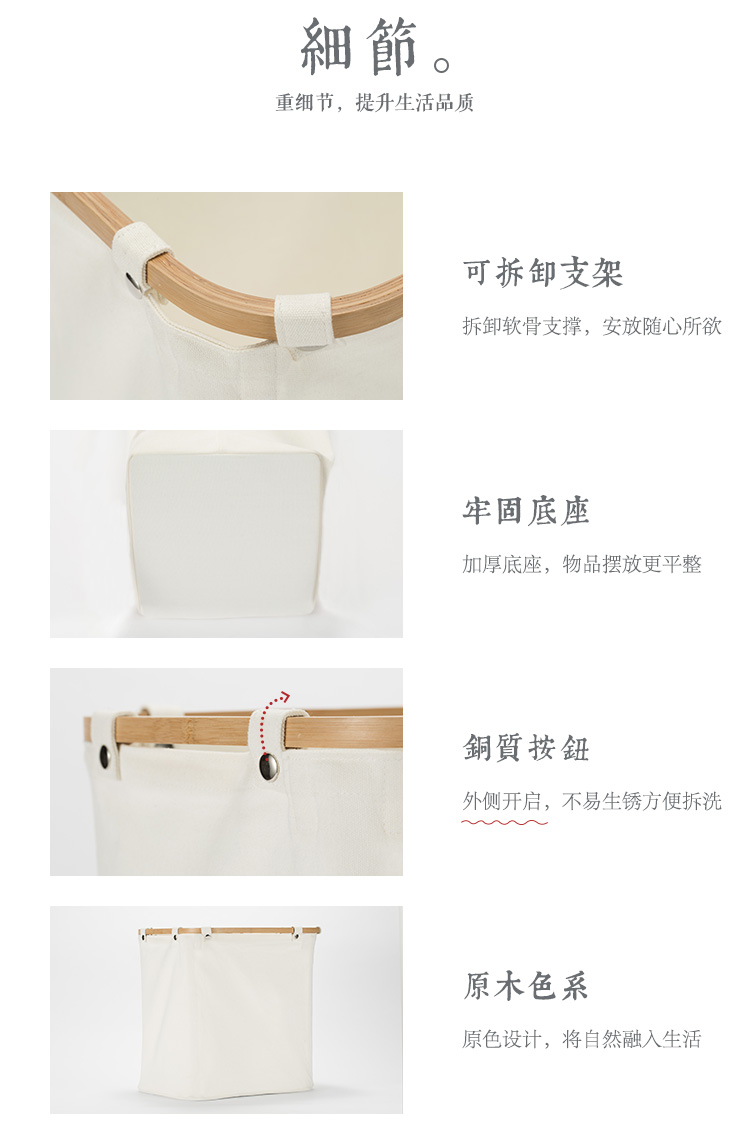 細節。
重细节，提升生活品质
可拆卸支架
拆卸软骨支撑，安放随心所欲
牢固底座
加厚底座，物品摆放更平整
銅質按鈕
外侧开启，不易生锈方便拆洗
原木色系
原色设计，将自然融入生活